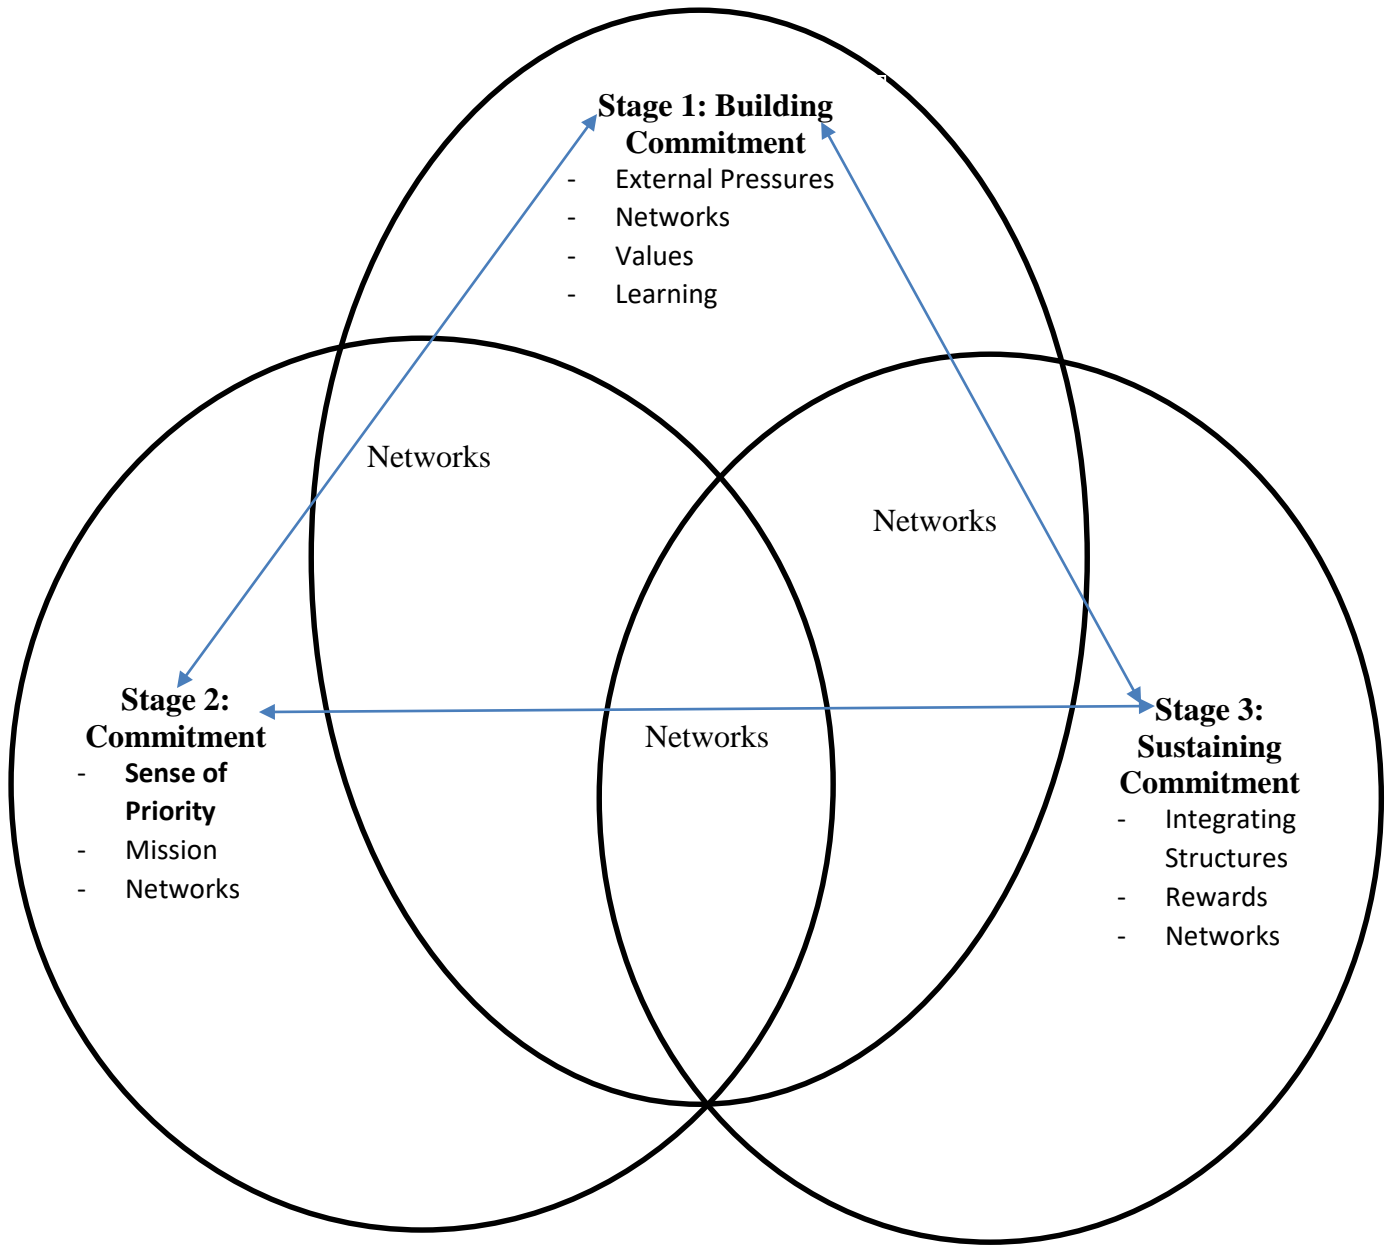 Stage 1: Building
Commitment
- External Pressures
- Networks
- Values
- Learning
Networks
Networks
Stage 2:
Commitment
- Sense of
Priority
- Mission
- Networks
Networks
Stage 3:
Sustaining
Commitment
- Integrating
Structures
- Rewards
- Networks